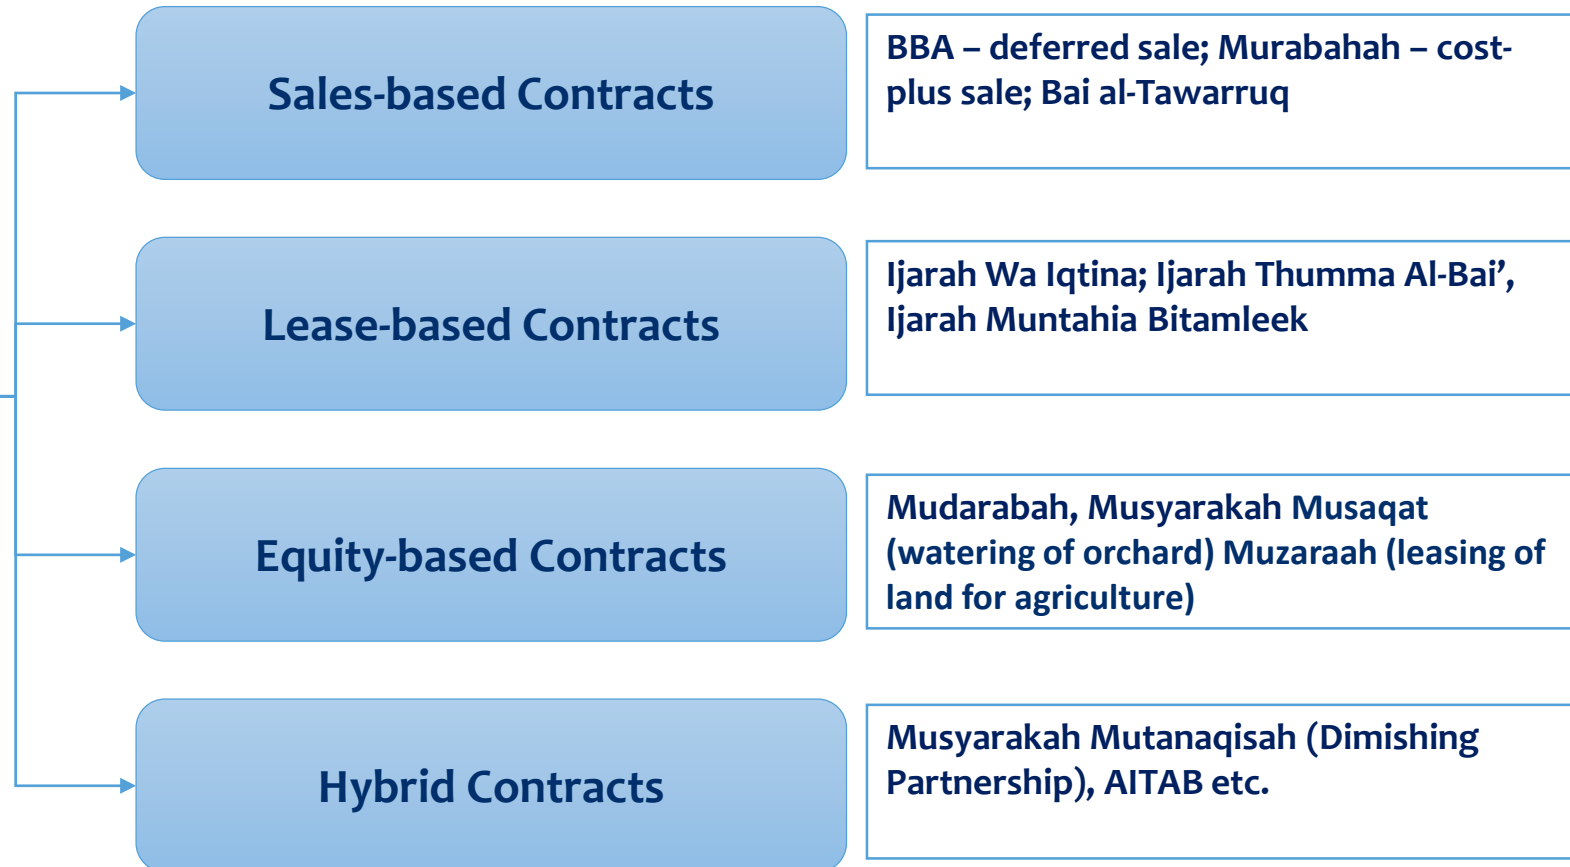 Sales-based Contracts
BBA – deferred sale; Murabahah – cost-
plus sale; Bai al-Tawarruq
Lease-based Contracts
Ijarah Wa Iqtina; Ijarah Thumma Al-Bai’,
Ijarah Muntahia Bitamleek
Equity-based Contracts
Mudarabah, Musyarakah Musaqat
(watering of orchard) Muzaraah (leasing of
land for agriculture)
Hybrid Contracts
Musyarakah Mutanaqisah (Dimishing
Partnership), AITAB etc.